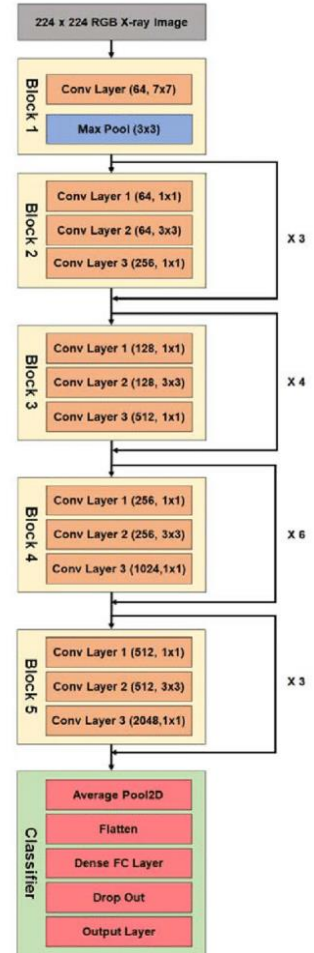 224 x 224 RGB X-ray Image
Block 1
Conv Layer (64, 7x7)
Max Pool (3x3)
Block 2
Conv Layer 1 (64, 1x1)
Conv Layer 2 (64, 3x3)
Conv Layer 3 (256, 1x1)
X 3
Block 3
Conv Layer 1 (128, 1x1)
Conv Layer 2 (128, 3x3)
Conv Layer 3 (512, 1x1)
X 4
Block 4
Conv Layer 1 (256, 1x1)
Conv Layer 2 (256, 3x3)
Conv Layer 3 (1024,1x1)
X 6
Block 5
Conv Layer 1 (512, 1x1)
Conv Layer 2 (512, 3x3)
Conv Layer 3 (2048,1x1)
X 3
Classifier
Average Pool2D
Flatten
Dense FC Layer
Drop Out
Output Layer